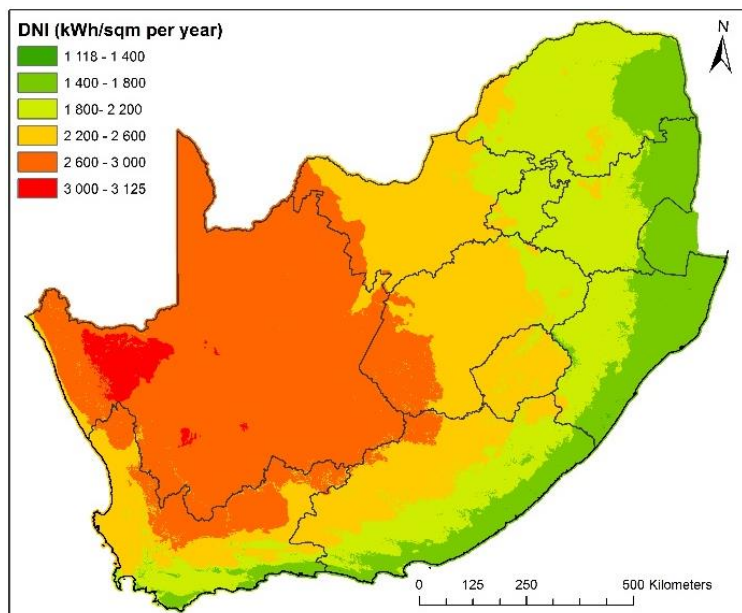 DNI (kWh/sqm per year)
1 118 - 1 400
1 400 - 1 800
1 800- 2 200
2 200 - 2 600
2 600 - 3 000
3 000 - 3 125
N
0 125 250 500 Kilometers